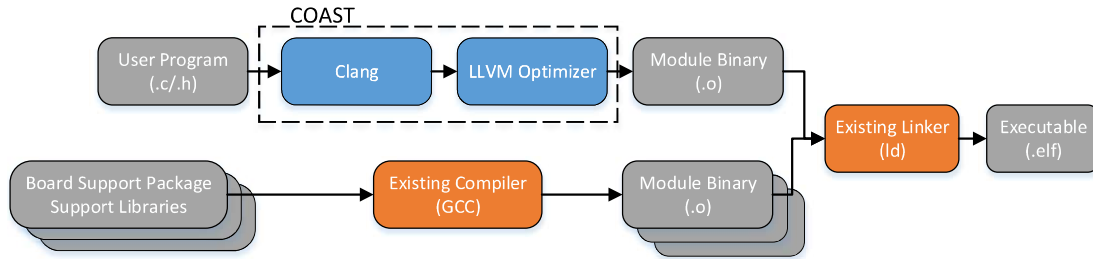 COAST
User Program
(.c/.h)
Clang
LLVM Optimizer
Module Binary
(.o)
Existing Linker
(ld)
Executable
(.elf)
Board Support Package
Support Libraries
Existing Compiler
(GCC)
Module Binary
(.o)